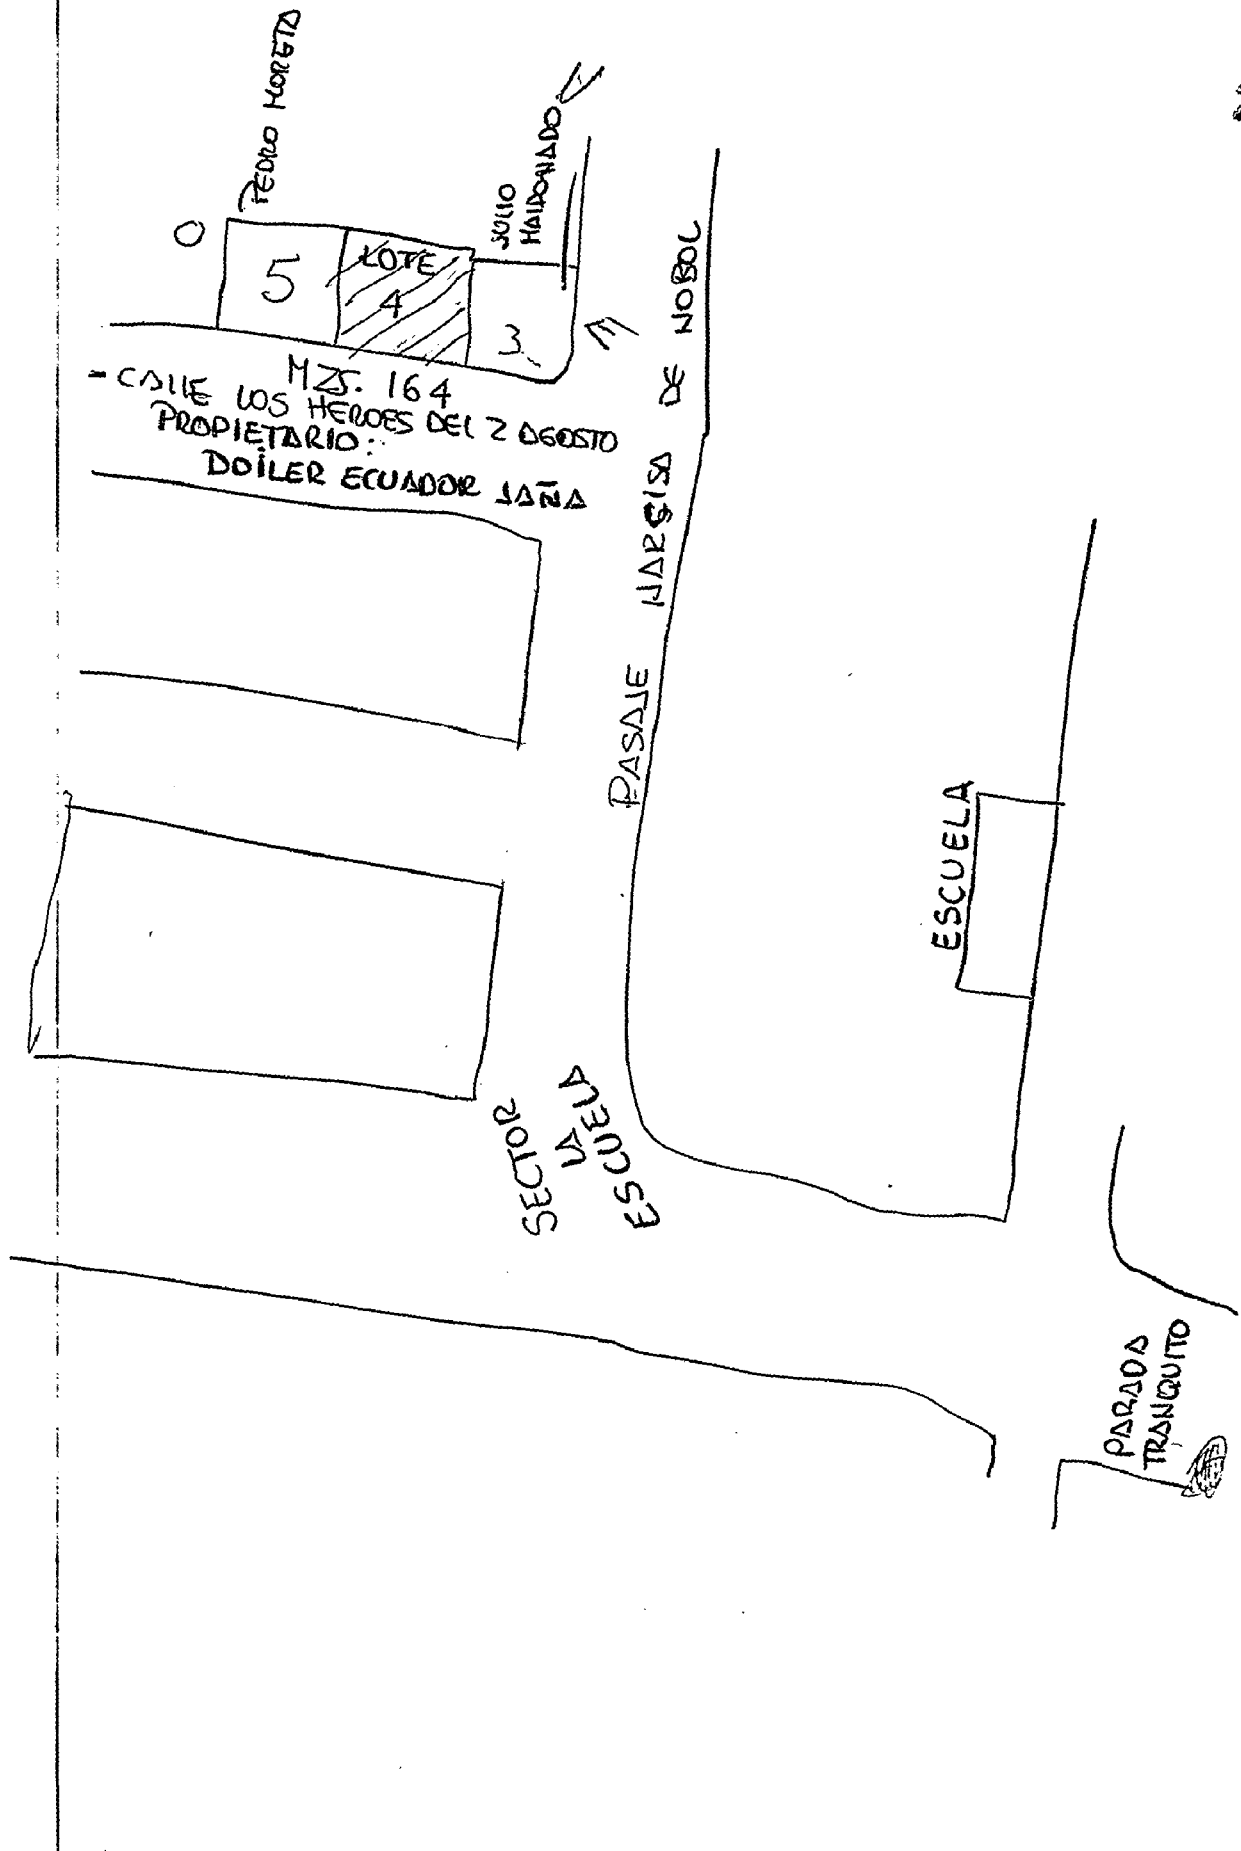 PEDRO MORETA
O
5
LOTE
4
3
JULIO
MALDONADO
E
MZS. 164
- CALLE LOS HEROES DEL 2 AGOSTO
PROPIETARIO:
DOILER ECUADOR JAÑA
PASAJE NARCISA DE NOBOL
ESCUELA
SECTOR
LA
ESCUELA
PARADA
TRANQUITO